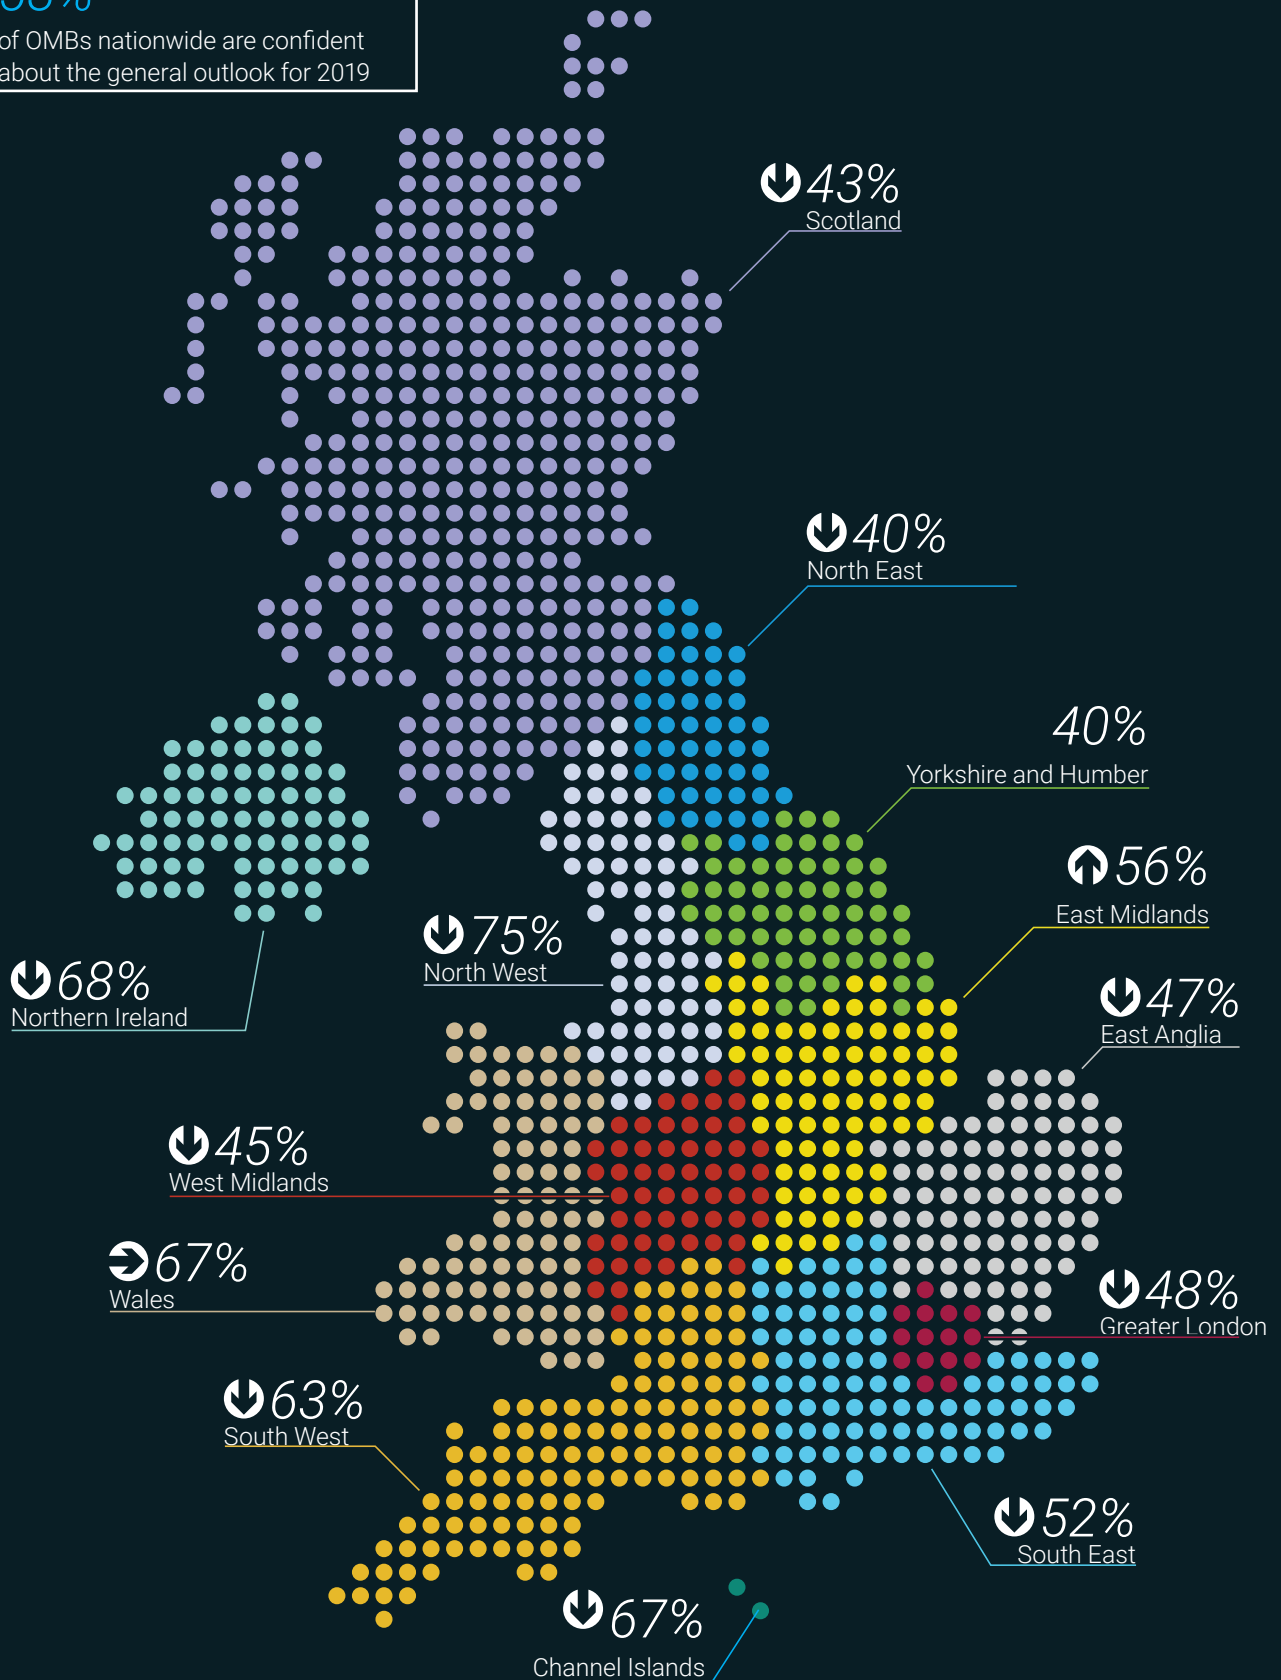 of OMBs nationwide are confident
about the general outlook for 2019
43%
Scotland
40%
North East
40%
Yorkshire and Humber
56%
East Midlands
75%
North West
68%
Northern Ireland
47%
East Anglia
45%
West Midlands
67%
Wales
48%
Greater London
63%
South West
52%
South East
67%
Channel Islands